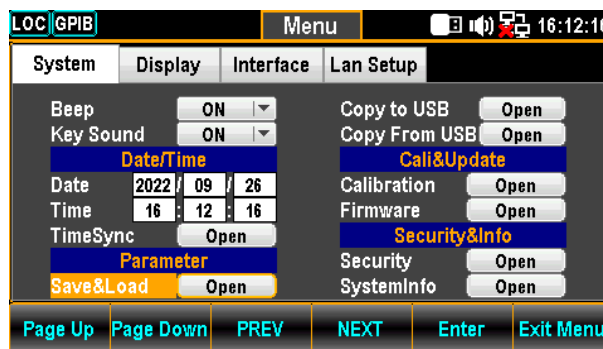 LOC GPIB Menu 16:12:16
System Display Interface Lan Setup
Beep ON Copy to USB Open
Key Sound ON Copy From USB Open
Date/Time Cali&Update
Date 2022 / 09 / 26 Calibration Open
Time 16 : 12 : 16 Firmware Open
TimeSync Open Security&Info
Parameter Security Open
Save&Load Open SystemInfo Open
Page Up Page Down PREV NEXT Enter Exit Menu